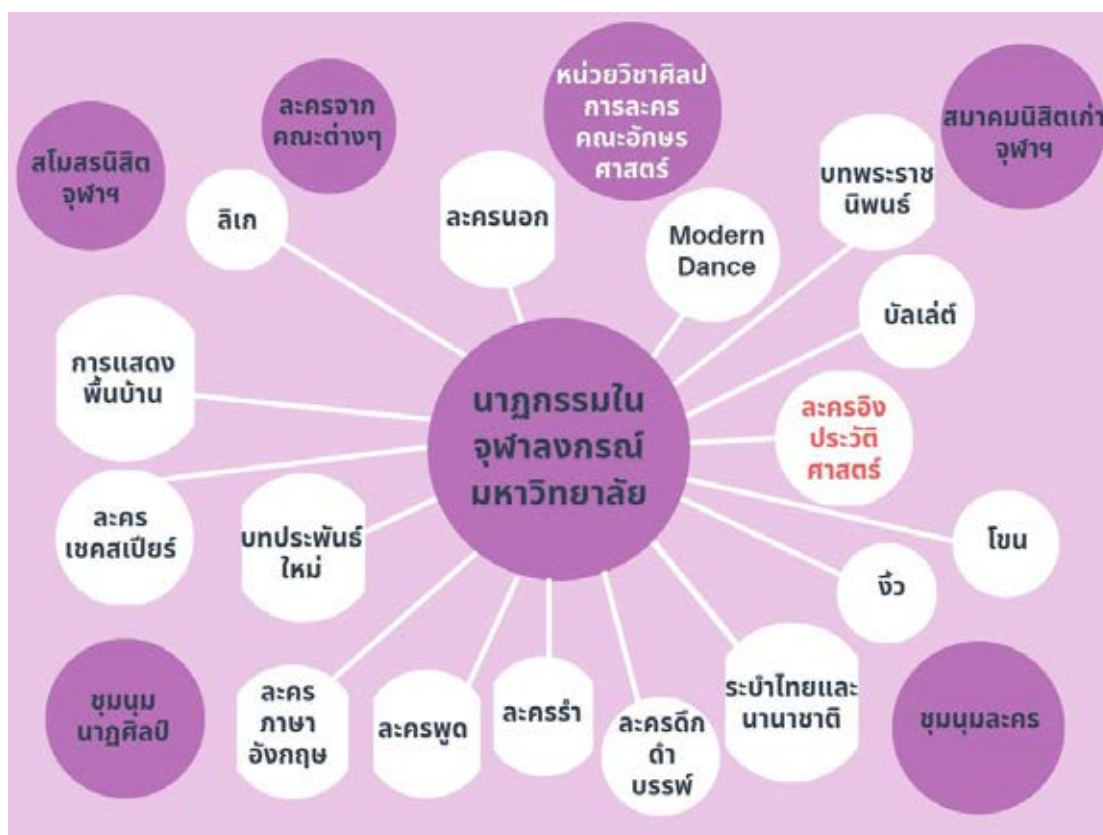 หน่วยวิชาศิลป
การละคร
คณะอักษร
ศาสตร์
ละครจาก
คณะต่างๆ
สมาคมนิสิตเก่า
จุฬาฯ
สโมสรนิสิต
จุฬาฯ
บทพระราช
นิพนธ์
ลิเก
ละครนอก
Modern
Dance
บัลเล่ต์
การแสดง
พื้นบ้าน
นาฏกรรมใน
จุฬาลงกรณ์
มหาวิทยาลัย
ละครอิง
ประวัติ
ศาสตร์
ละคร
เชคสเปียร์
บทประพันธ์
ใหม่
โขน
งิ้ว
ชุมนุม
นาฏศิลป์
ละคร
ภาษา
อังกฤษ
ละครพูด
ละครรำ
ละครดึก
ดำ
บรรพ์
ระบำไทยและ
นานาชาติ
ชุมนุมละคร